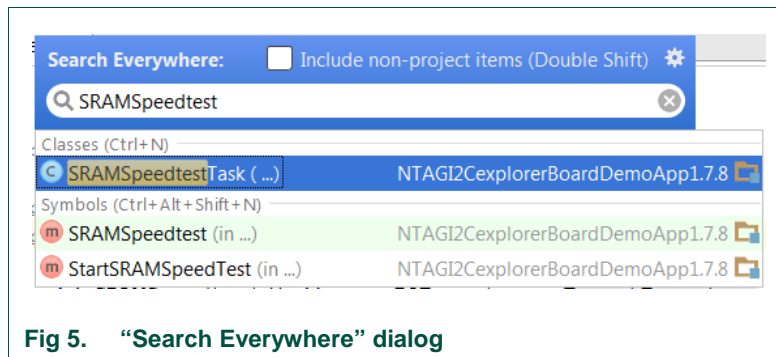 Search Everywhere: Include non-project items (Double Shift)
SRAMSpeedtest
Classes (Ctrl+N)
C SRAMSpeedtestTask ( ...) NTAGI2CexplorerBoardDemoApp1.7.8
Symbols (Ctrl+Alt+Shift+N)
m SRAMSpeedtest (in ...) NTAGI2CexplorerBoardDemoApp1.7.8
m StartSRAMSpeedTest (in ...) NTAGI2CexplorerBoardDemoApp1.7.8
Fig 5. “Search Everywhere” dialog